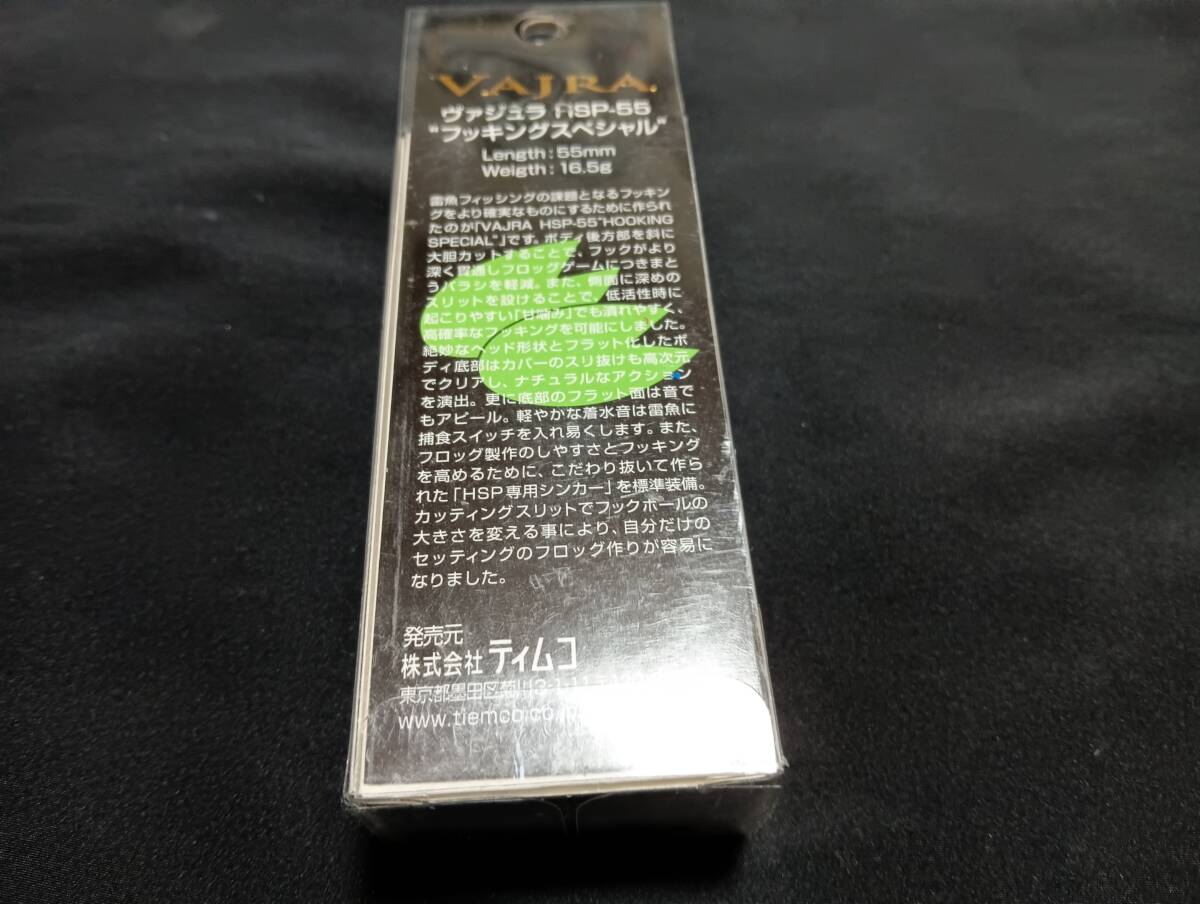 VAJRA
ヴァジュラ HSP-55
"フッキングスペシャル"
Length : 55mm
Weigth : 16.5g
雷魚フィッシングの課題となるフッキン
グをより確実なものにするために作られ
たのが「VAJRA HSP-55"HOOKING
SPECIAL"」です。ボディ後方部を斜に
大胆カットすることで、フックがより
深く貫通しフロッグゲームにつきまと
うバラシを軽減。また、側面に深めの
スリットを設けることで、低活性時に
起こりやすい「甘噛み」でも潰れやすく、
高確率なフッキングを可能にしました。
絶妙なヘッド形状とフラット化したボ
ディ底部はカバーのスリ抜けも高次元
でクリアし、ナチュラルなアクション
を演出。更に底部のフラット面は音で
もアピール。軽やかな着水音は雷魚に
捕食スイッチを入れ易くします。また、
フロッグ製作のしやすさとフッキング
を高めるために、こだわり抜いて作ら
れた「HSP専用シンカー」を標準装備。
カッティングスリットでフックホールの
大きさを変える事により、自分だけの
セッティングのフロッグ作りが容易に
なりました。
発売元
株式会社 ティムコ
東京都墨田区菊川3-1-11
www.tiemco.co